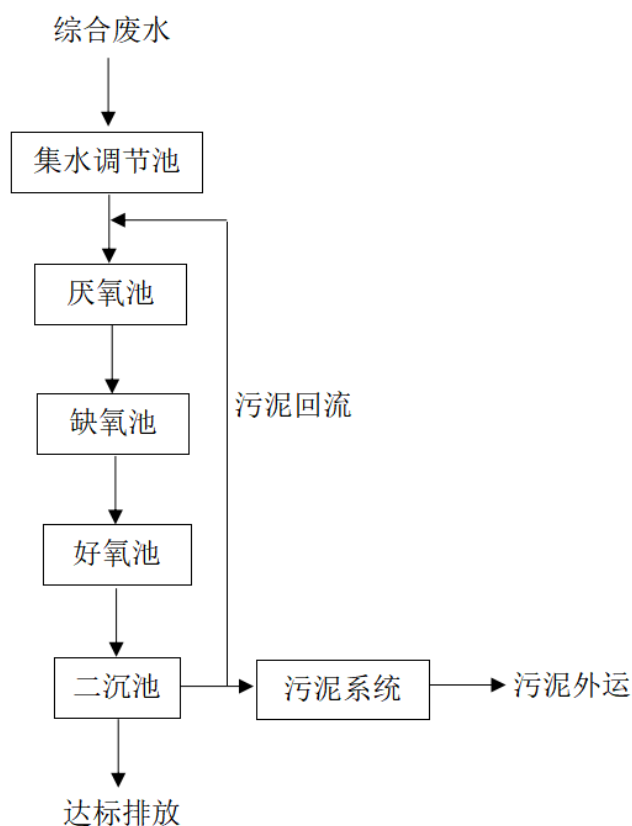 综合废水
集水调节池
厌氧池
缺氧池
污泥回流
好氧池
二沉池
污泥系统
污泥外运
达标排放